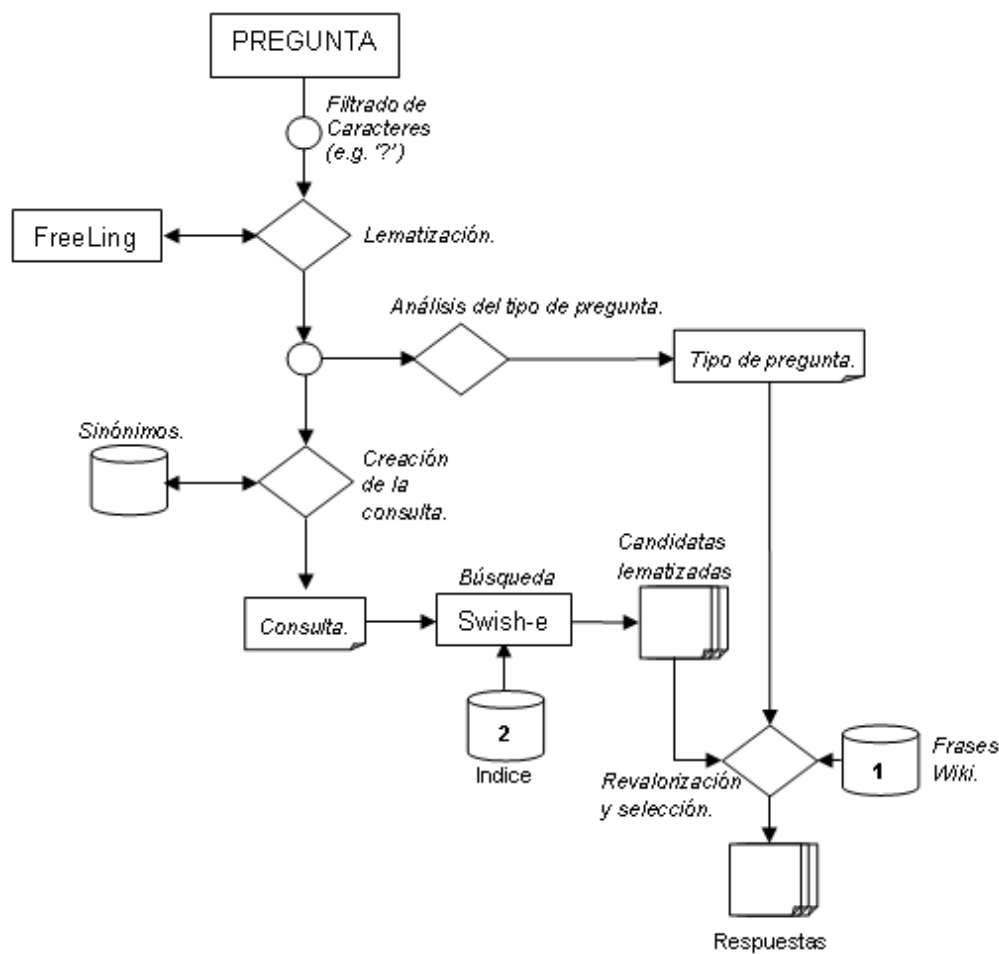 PREGUNTA
Filtrado de
Caracteres
(e.g. '?')
FreeLing
Lematización.
Análisis del tipo de pregunta.
Tipo de pregunta.
Sinónimos.
Creación
de la
consulta.
Candidatas
lematizadas
Búsqueda
Consulta.
Swish-e
2
Indice
Frases
Wiki.
1
Revalorización
y selección.
Respuestas